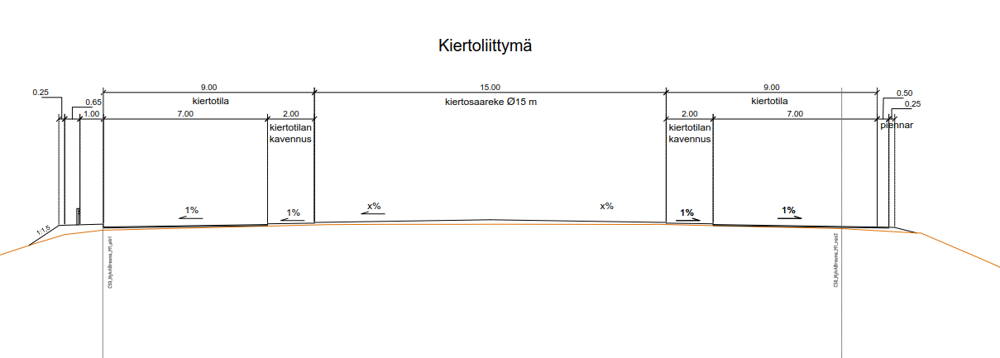 Kiertoliittymä
9.00
15.00
9.00
0.25
0.50
0.65
kiertotila
kiertosaareke Ø15 m
kiertotila
0.25
1.00
7.00
2.00
2.00
7.00
kiertotilan
kavennus
kiertotilan
kavennus
piennar
1%
1%
x%
x%
1%
1%
1:1,5